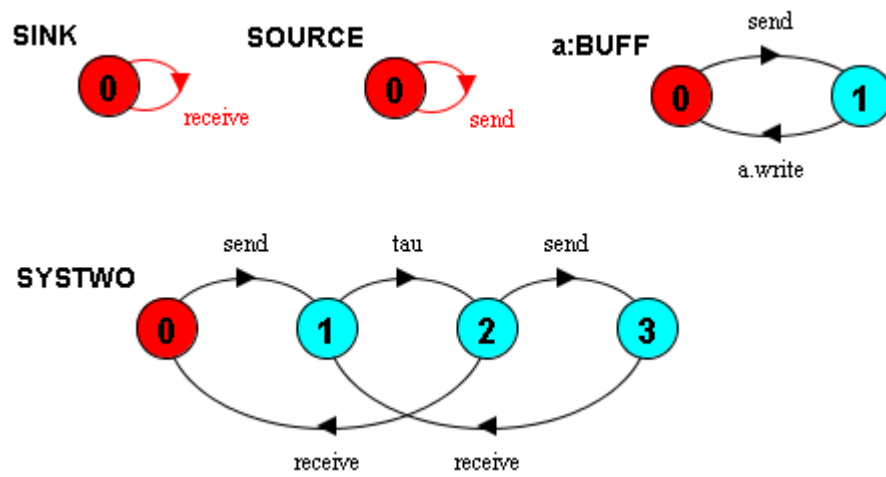 SINK
0
receive
SOURCE
0
send
a:BUFF
send
0
1
a.write
SYSTWO
send
tau
send
0
1
2
3
receive
receive